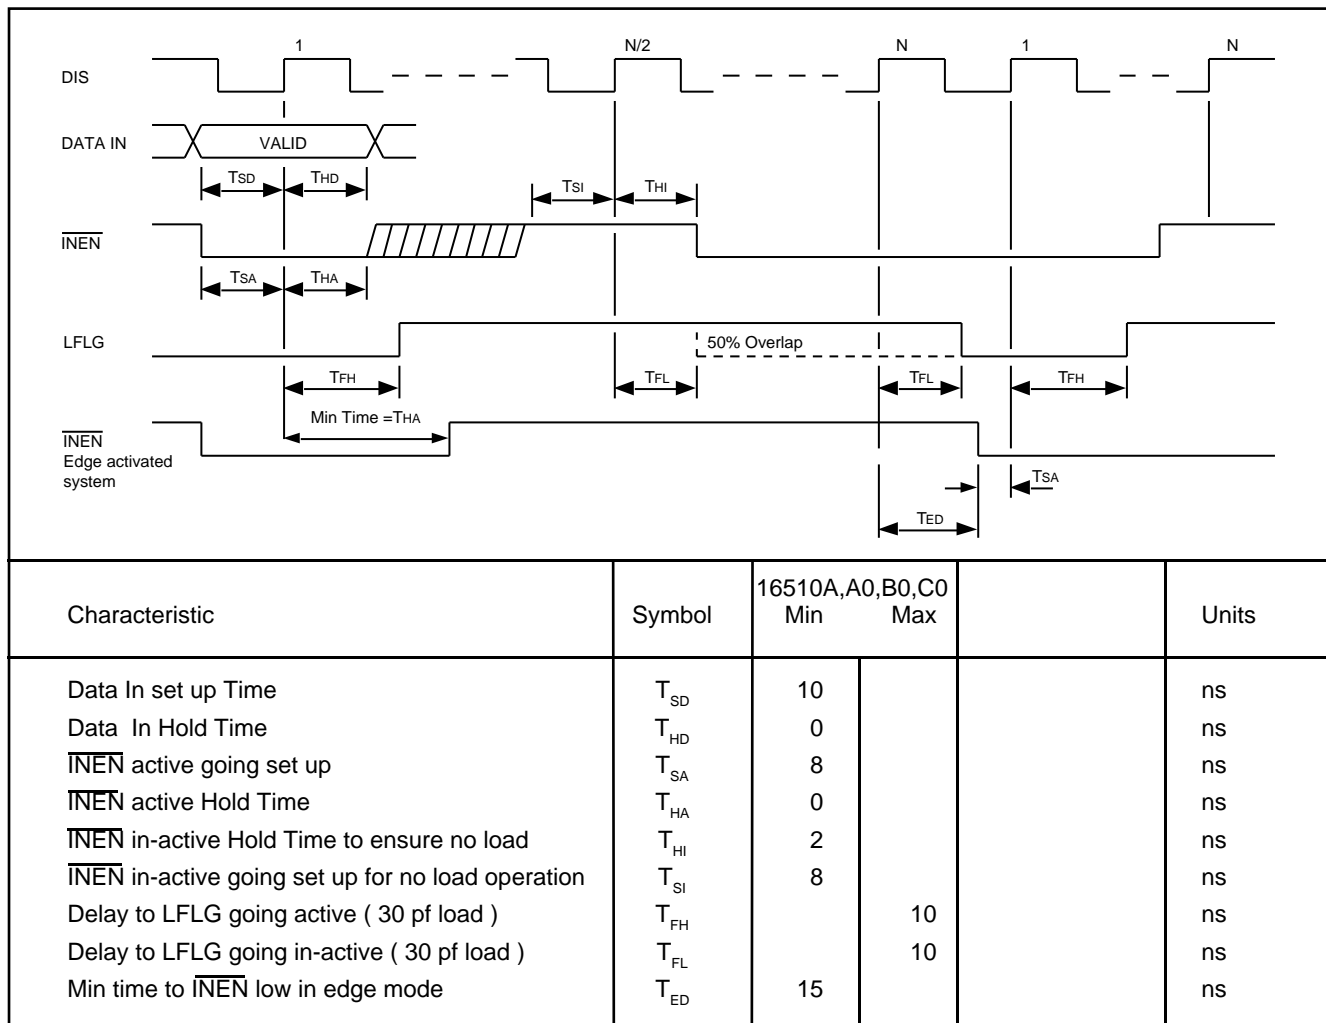 1 N/2 N 1 N
DIS
DATA IN VALID
TSD THD TSI THI
INEN
TSA THA
LFLG 50% Overlap
TFH TFL TFL TFH
Min Time =THA
INEN
Edge activated
system
TSA
TED
16510A,A0,B0,C0
Characteristic Symbol Min Max Units
Data In set up Time TSD 10 ns
Data In Hold Time THD 0 ns
INEN active going set up TSA 8 ns
INEN active Hold Time THA 0 ns
INEN in-active Hold Time to ensure no load THI 2 ns
INEN in-active going set up for no load operation TSI 8 ns
Delay to LFLG going active ( 30 pf load ) TFH 10 ns
Delay to LFLG going in-active ( 30 pf load ) TFL 10 ns
Min time to INEN low in edge mode TED 15 ns